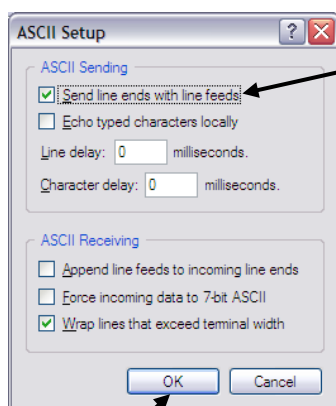 ASCII Setup
ASCII Sending
Send line ends with line feeds
Echo typed characters locally
Line delay: 0 milliseconds.
Character delay: 0 milliseconds.
ASCII Receiving
Append line feeds to incoming line ends
Force incoming data to 7-bit ASCII
Wrap lines that exceed terminal width
OK Cancel